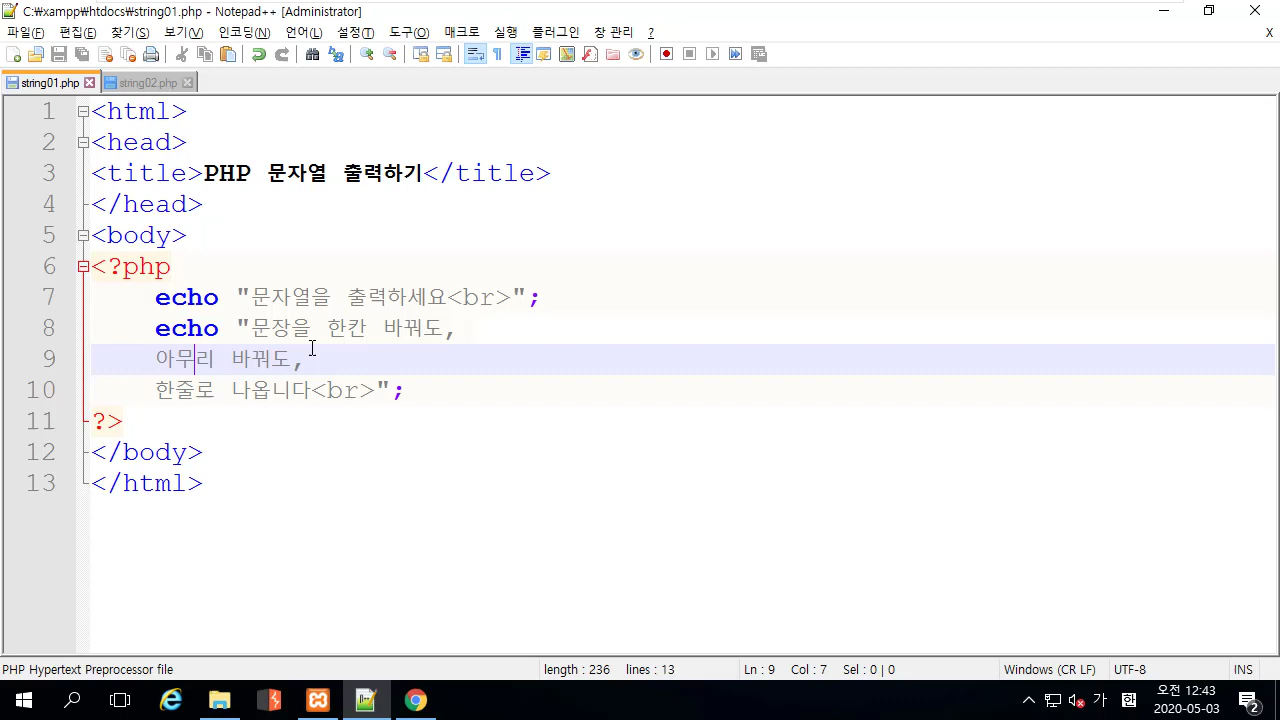 C:₩xampp₩htdocs₩string01.php - Notepad++ [Administrator]
파일(F) 편집(E) 찾기(S) 보기(V) 인코딩(N) 언어(L) 설정(T) 도구(O) 매크로 실행 플러그인 창 관리 ? X
string01.php string02.php
1 <html>
2 <head>
3 <title>PHP 문자열 출력하기</title>
4 </head>
5 <body>
6 <?php
7 echo "문자열을 출력하세요<br>";
8 echo "문장을 한칸 바꿔도,
9 아무리 바꿔도,
10 한줄로 나옵니다<br>";
11 ?>
12 </body>
13 </html>
PHP Hypertext Preprocessor file length : 236 lines : 13 Ln : 9 Col : 7 Sel : 0 | 0 Windows (CR LF) UTF-8 INS
가 한 오전 12:43
2020-05-03 2